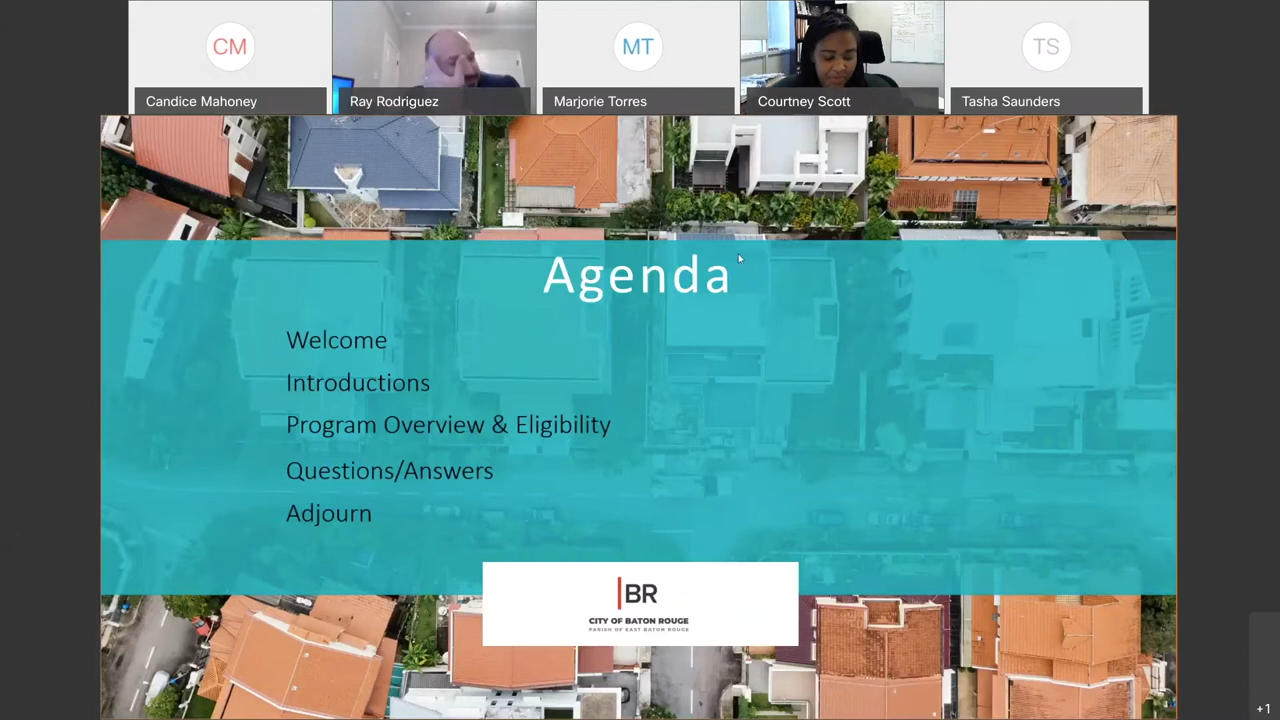 CM
MT
TS
Candice Mahoney
Ray Rodriguez
Marjorie Torres
Courtney Scott
Tasha Saunders
Agenda
Welcome
Introductions
Program Overview & Eligibility
Questions/Answers
Adjourn
BR
CITY OF BATON ROUGE
PARISH OF EAST BATON ROUGE
+1